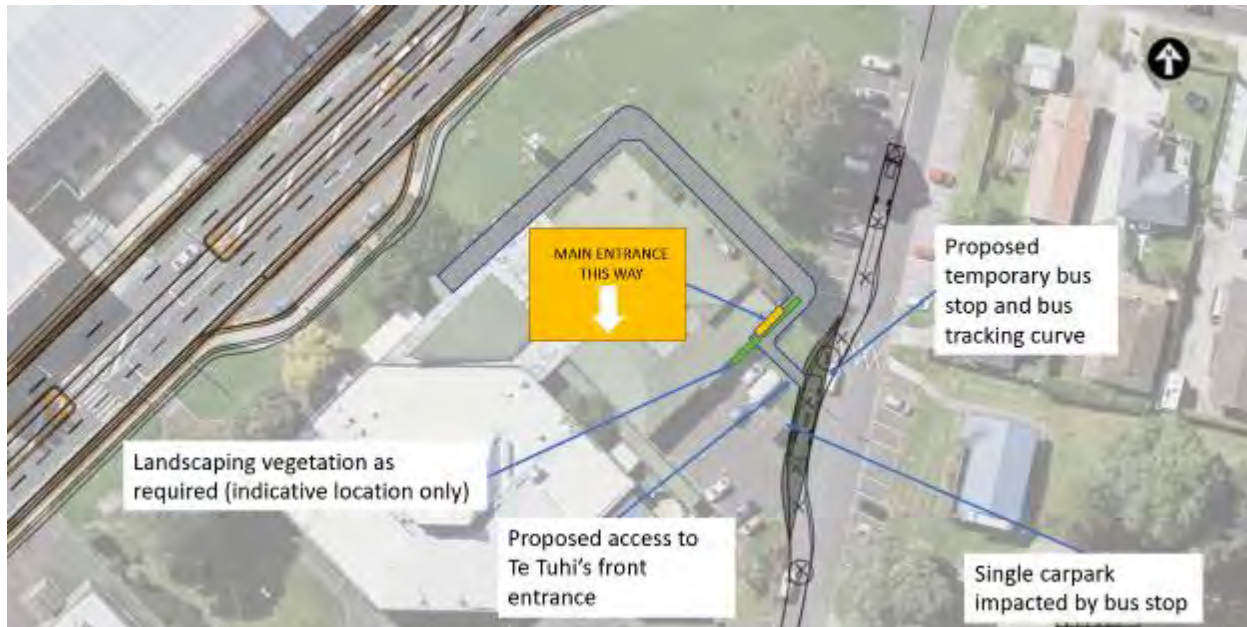 N
MAIN ENTRANCE
THIS WAY
Proposed
temporary bus
stop and bus
tracking curve
Landscaping vegetation as
required (indicative location only)
Proposed access to
Te Tuhi's front
entrance
Single carpark
impacted by bus stop